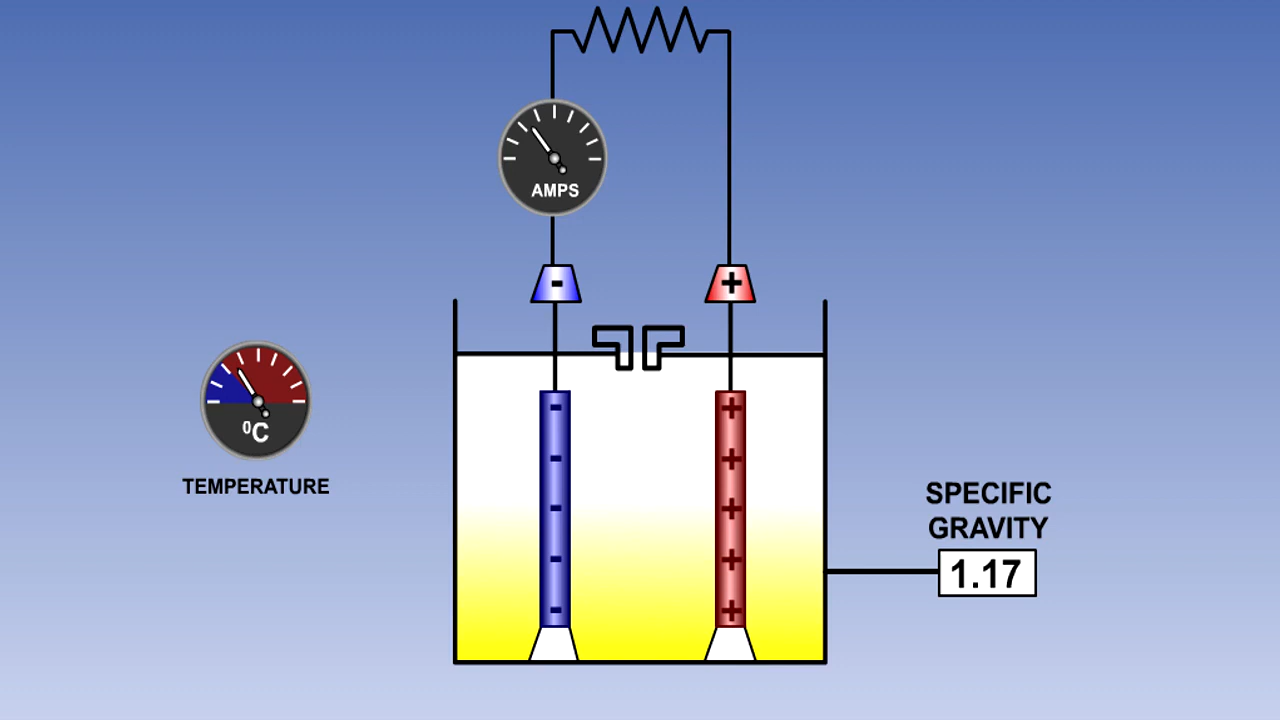 AMPS
-
+
⁰C
TEMPERATURE
- +
- +
- +
- +
- +
SPECIFIC
GRAVITY
1.17